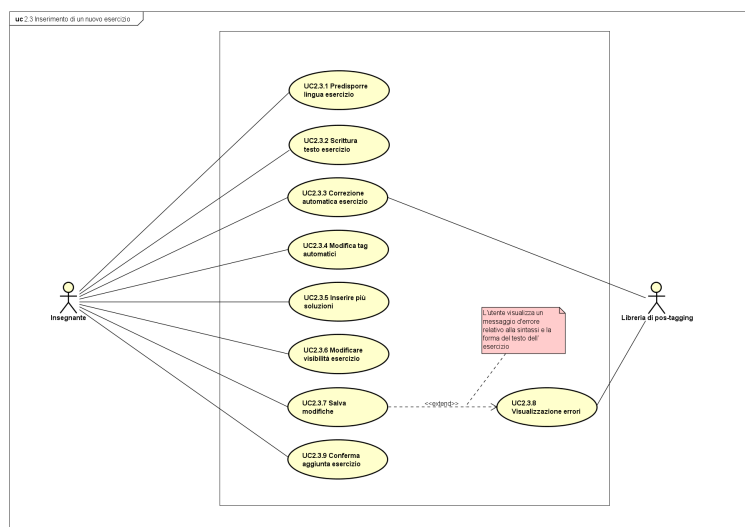 uc 2.3 Inserimento di un nuovo esercizio
UC2.3.1 Predisporre
lingua esercizio
UC2.3.2 Scrittura
testo esercizio
UC2.3.3 Correzione
automatica esercizio
UC2.3.4 Modifica tag
automatici
Insegnante
Libreria di pos-tagging
UC2.3.5 Inserire più
soluzioni
L'utente visualizza un
messaggio d'errore
relativo alla sintassi e la
forma del testo dell'
esercizio
UC2.3.6 Modificare
visibilità esercizio
UC2.3.7 Salva
modifiche
<<extend>>
UC2.3.8
Visualizzazione errori
UC2.3.9 Conferma
aggiunta esercizio